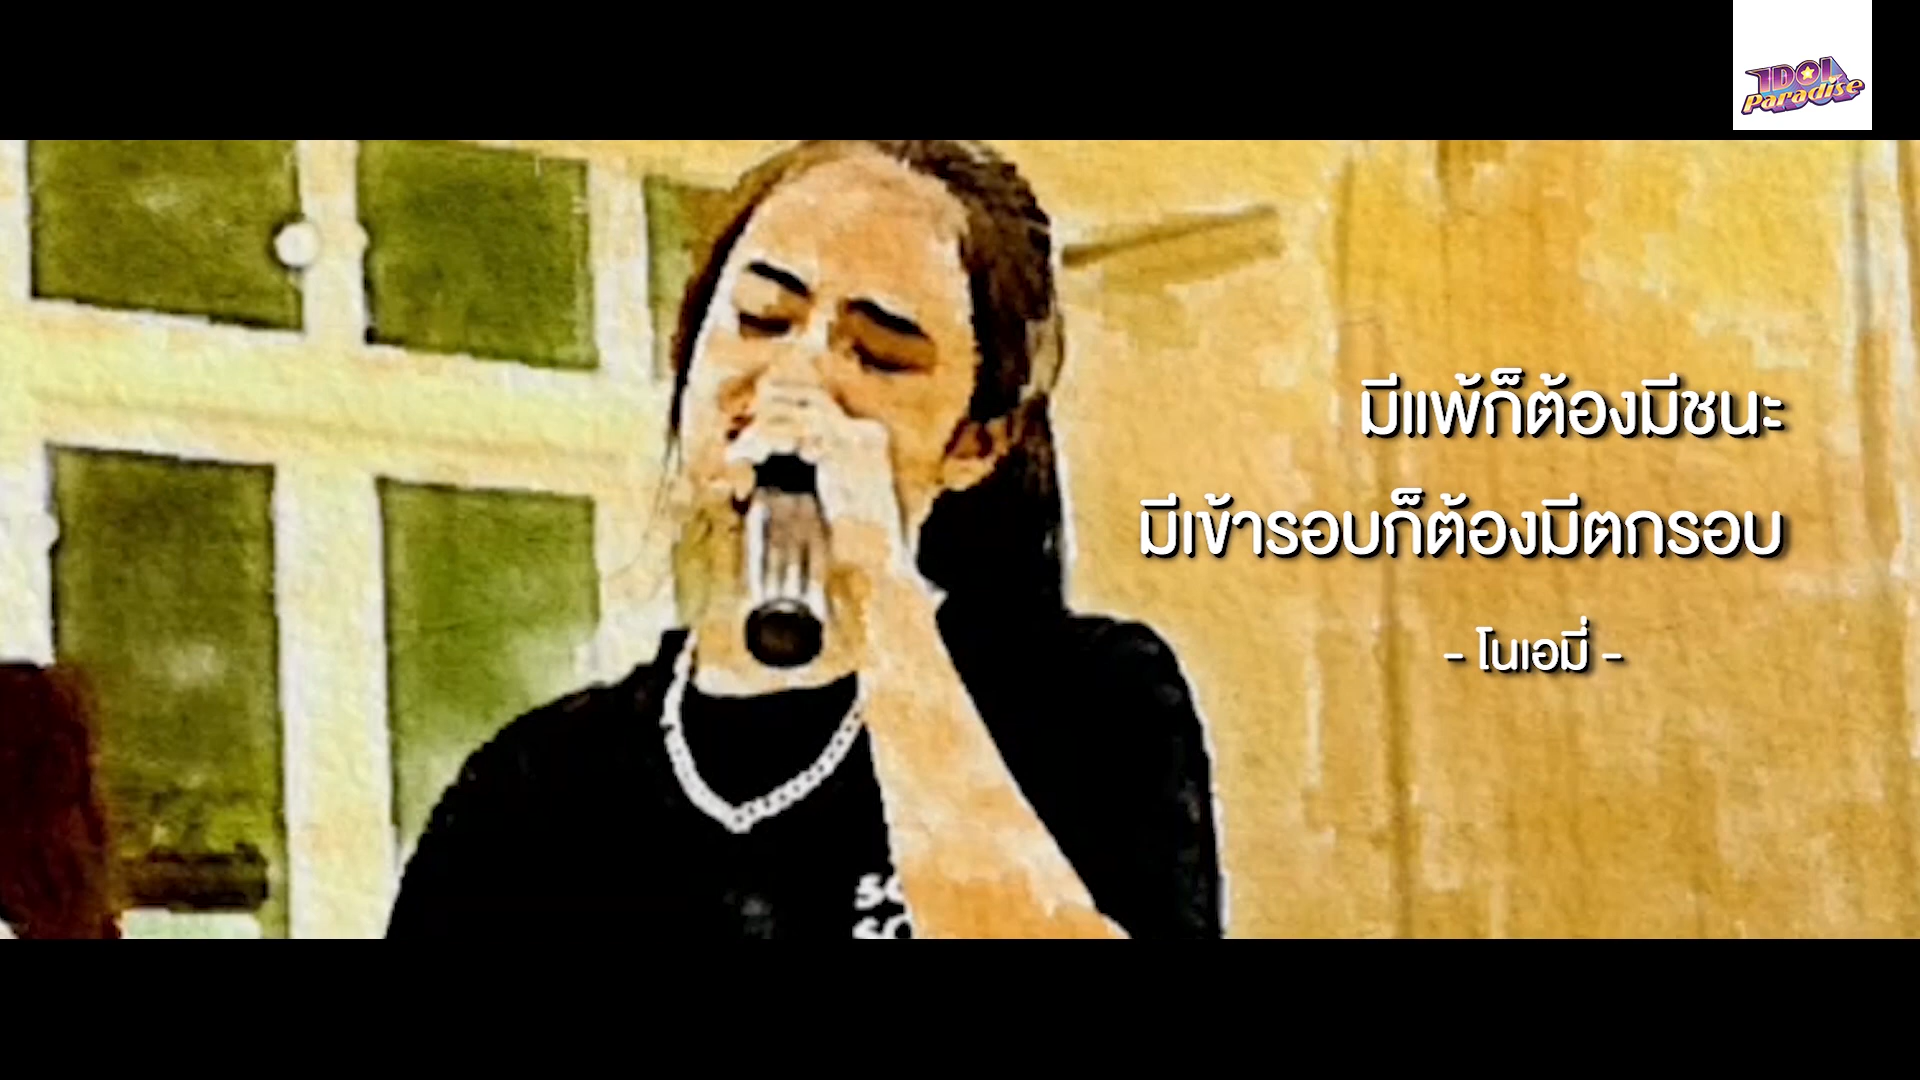 IDOL
Paradise
มีแพ้ก็ต้องมีชนะ
มีเข้ารอบก็ต้องมีตกรอบ
- โนเอมี่ -